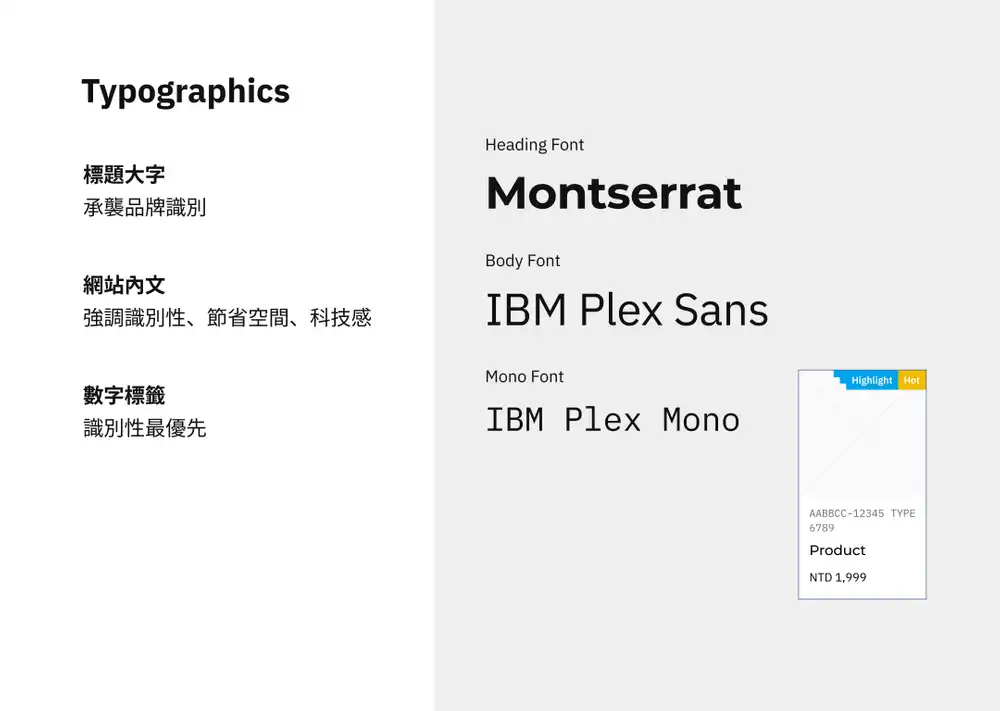 Typographics
標題大字
承襲品牌識別
網站內文
強調識別性、節省空間、科技感
數字標籤
識別性最優先
Heading Font
Montserrat
Body Font
IBM Plex Sans
Mono Font
IBM Plex Mono
Highlight Hot
AABBCC-12345 TYPE
6789
Product
NTD 1,999